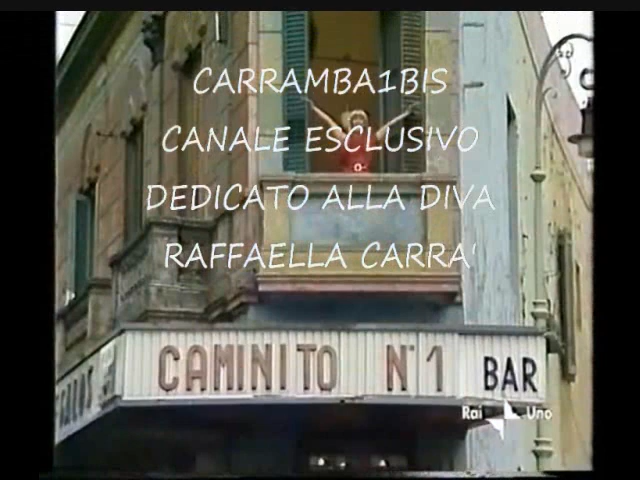 CARRAMBA1BIS
CANALE ESCLUSIVO
DEDICATO ALLA DIVA
RAFFAELLA CARRA'
CAMINITO N°1 BAR
Rai Uno